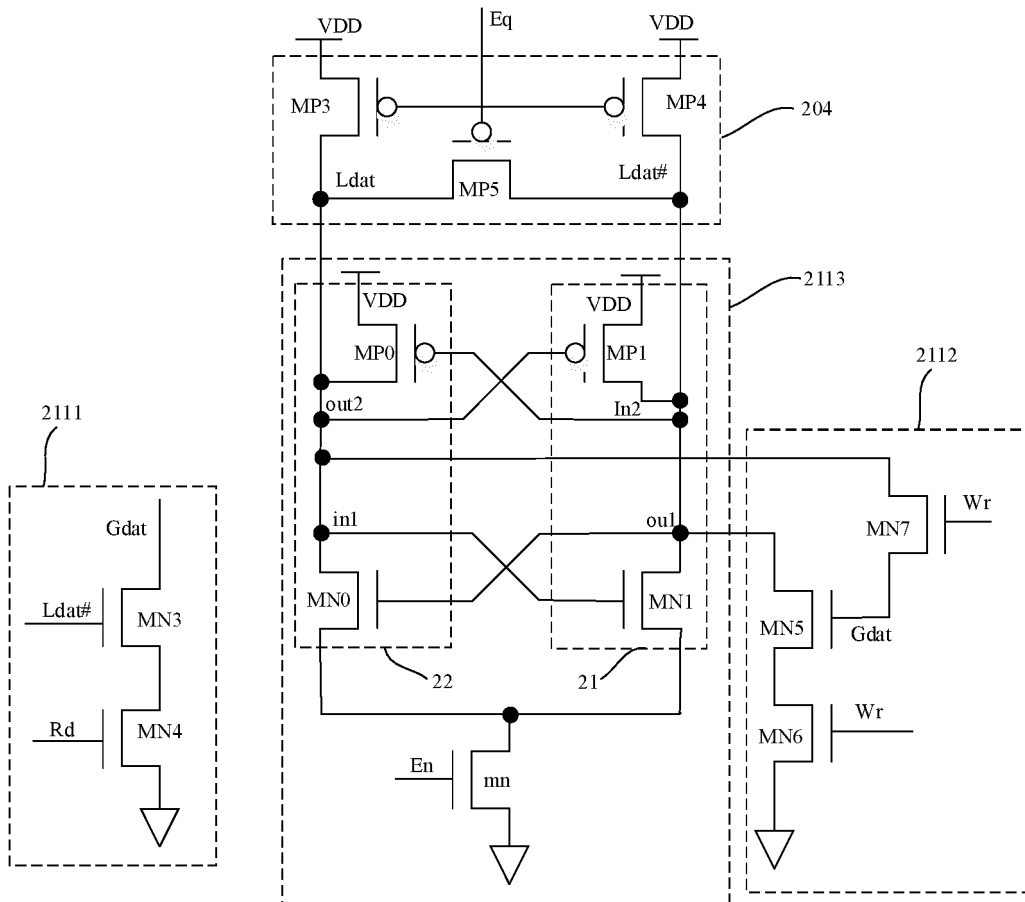 VDD
Eq
VDD
MP3
MP4
204
Ldat
MP5
Ldat#
2113
VDD
VDD
MP0
MP1
2112
2111
out2
In2
Gdat
in1
ou1
Wr
MN7
Ldat#
MN3
MN0
MN1
MN5
Gdat
22
21
Rd
MN4
MN6
Wr
En
mn